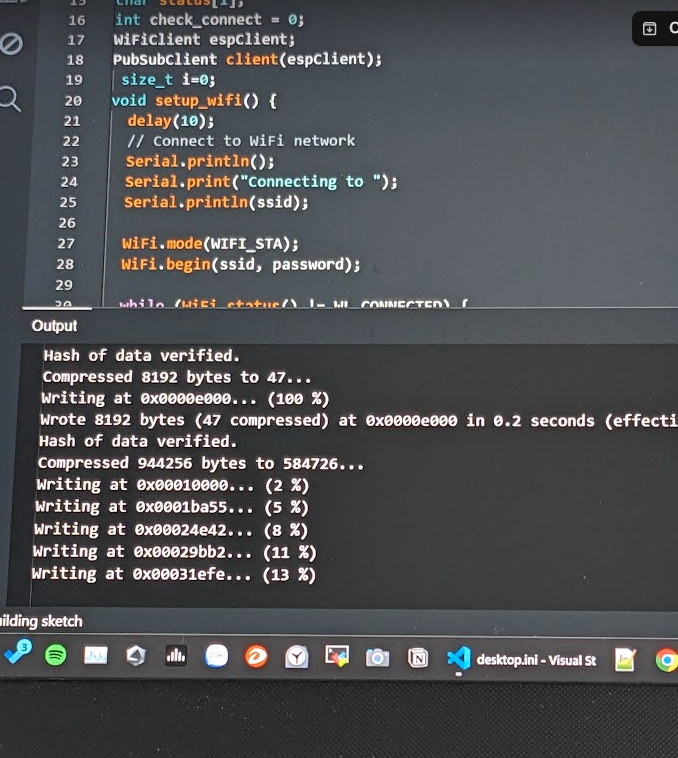 15 char status[1];
16 int check_connect = 0;
17 WiFiClient espClient;
18 PubSubClient client(espClient);
19 size_t i=0;
20 void setup_wifi() {
21 delay(10);
22 // Connect to WiFi network
23 Serial.println();
24 Serial.print("Connecting to ");
25 Serial.println(ssid);
26
27 WiFi.mode(WIFI_STA);
28 WiFi.begin(ssid, password);
29
30 while (WiFi.status() != WL_CONNECTED) {
Output
Hash of data verified.
Compressed 8192 bytes to 47...
Writing at 0x0000e000... (100 %)
Wrote 8192 bytes (47 compressed) at 0x0000e000 in 0.2 seconds (effecti
Hash of data verified.
Compressed 944256 bytes to 584726...
Writing at 0x00010000... (2 %)
Writing at 0x0001ba55... (5 %)
Writing at 0x00024e42... (8 %)
Writing at 0x00029bb2... (11 %)
Writing at 0x00031efe... (13 %)
ilding sketch
3
desktop.ini - Visual St